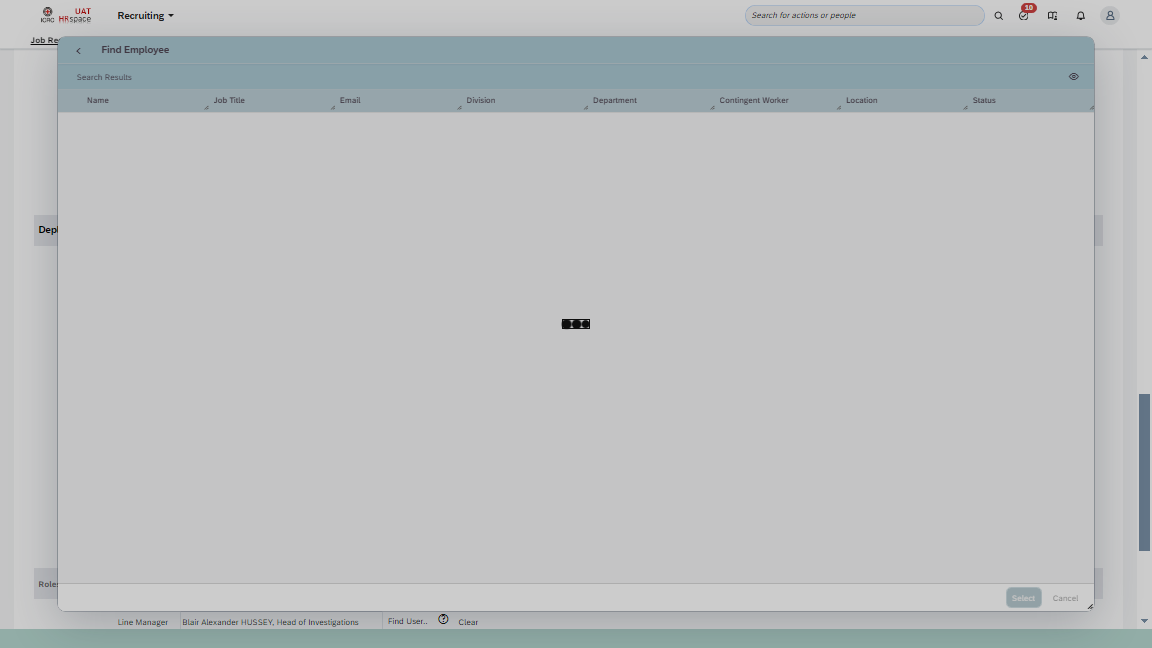 ICRC
UAT
HRspace
Recruiting
Search for actions or people
10
Job Re
Find Employee
Search Results
Name
Job Title
Email
Division
Department
Contingent Worker
Location
Status
Depl
Roles
Select
Cancel
Line Manager
Blair Alexander HUSSEY, Head of Investigations
Find User..
Clear